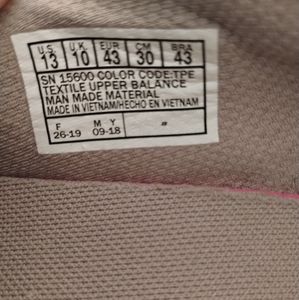 U.S. U.K. EUR CM BRA
13 10 43 30 43
SN 15600 COLOR CODE:TPE
TEXTILE UPPER BALANCE
MAN MADE MATERIAL
MADE IN VIETNAM/HECHO EN VIETNAM
F M Y #
26-19 09-18